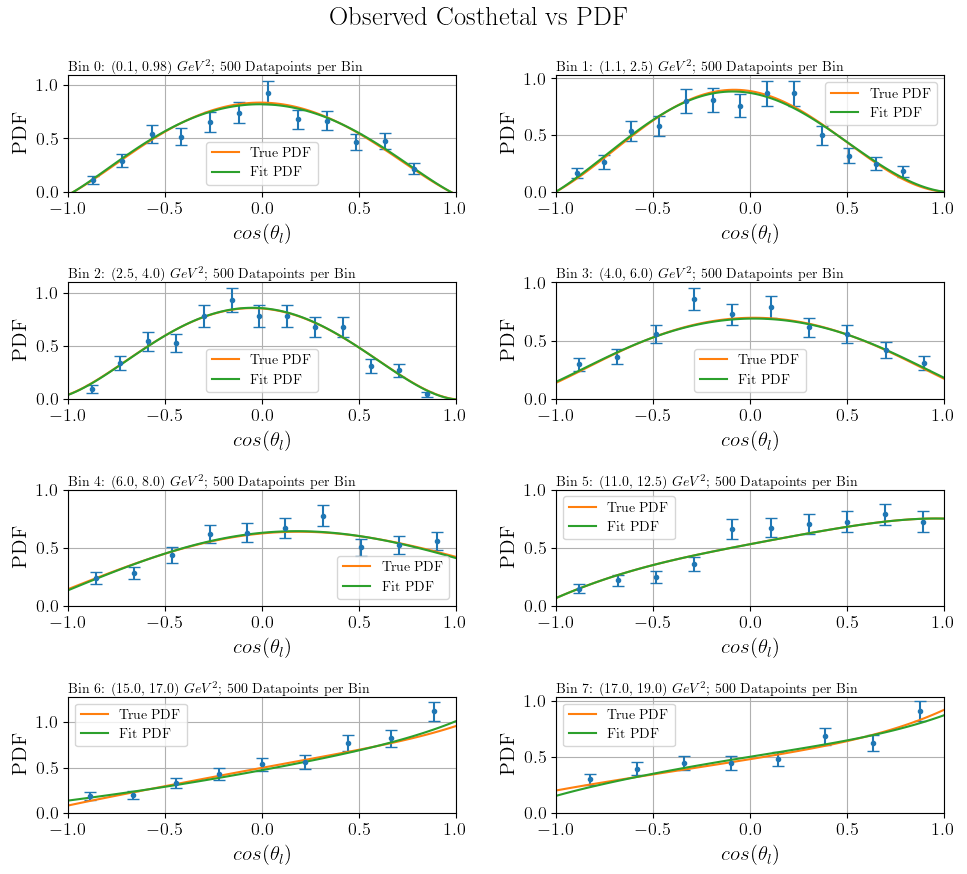 Observed Costhetal vs PDF
Bin 0: (0.1, 0.98) GeV²; 500 Datapoints per Bin
PDF
1.0
0.5
0.0
True PDF
Fit PDF
−1.0 −0.5 0.0 0.5 1.0
cos(θₗ)
Bin 1: (1.1, 2.5) GeV²; 500 Datapoints per Bin
PDF
1.0
0.5
0.0
True PDF
Fit PDF
−1.0 −0.5 0.0 0.5 1.0
cos(θₗ)
Bin 2: (2.5, 4.0) GeV²; 500 Datapoints per Bin
PDF
1.0
0.5
0.0
True PDF
Fit PDF
−1.0 −0.5 0.0 0.5 1.0
cos(θₗ)
Bin 3: (4.0, 6.0) GeV²; 500 Datapoints per Bin
PDF
1.0
0.5
0.0
True PDF
Fit PDF
−1.0 −0.5 0.0 0.5 1.0
cos(θₗ)
Bin 4: (6.0, 8.0) GeV²; 500 Datapoints per Bin
PDF
1.0
0.5
0.0
True PDF
Fit PDF
−1.0 −0.5 0.0 0.5 1.0
cos(θₗ)
Bin 5: (11.0, 12.5) GeV²; 500 Datapoints per Bin
PDF
1.0
0.5
0.0
True PDF
Fit PDF
−1.0 −0.5 0.0 0.5 1.0
cos(θₗ)
Bin 6: (15.0, 17.0) GeV²; 500 Datapoints per Bin
PDF
1.0
0.5
0.0
True PDF
Fit PDF
−1.0 −0.5 0.0 0.5 1.0
cos(θₗ)
Bin 7: (17.0, 19.0) GeV²; 500 Datapoints per Bin
PDF
1.0
0.5
0.0
True PDF
Fit PDF
−1.0 −0.5 0.0 0.5 1.0
cos(θₗ)